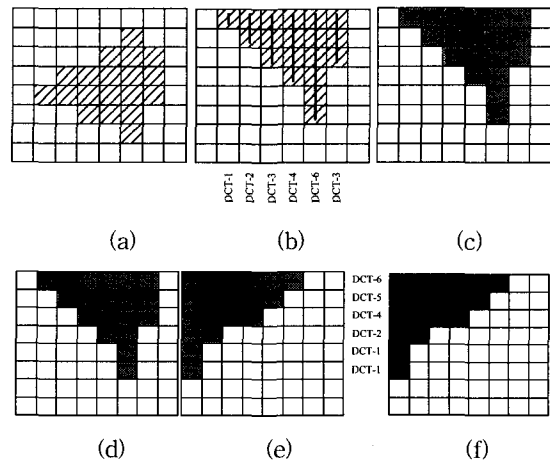 DCT-1
DCT-2
DCT-3
DCT-4
DCT-6
DCT-3
(a)
(b)
(c)
DCT-6
DCT-5
DCT-4
DCT-2
DCT-1
DCT-1
(d)
(e)
(f)